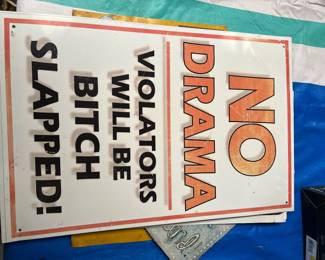 NO
DRAMA
VIOLATORS
WILL BE
BITCH
SLAPPED!